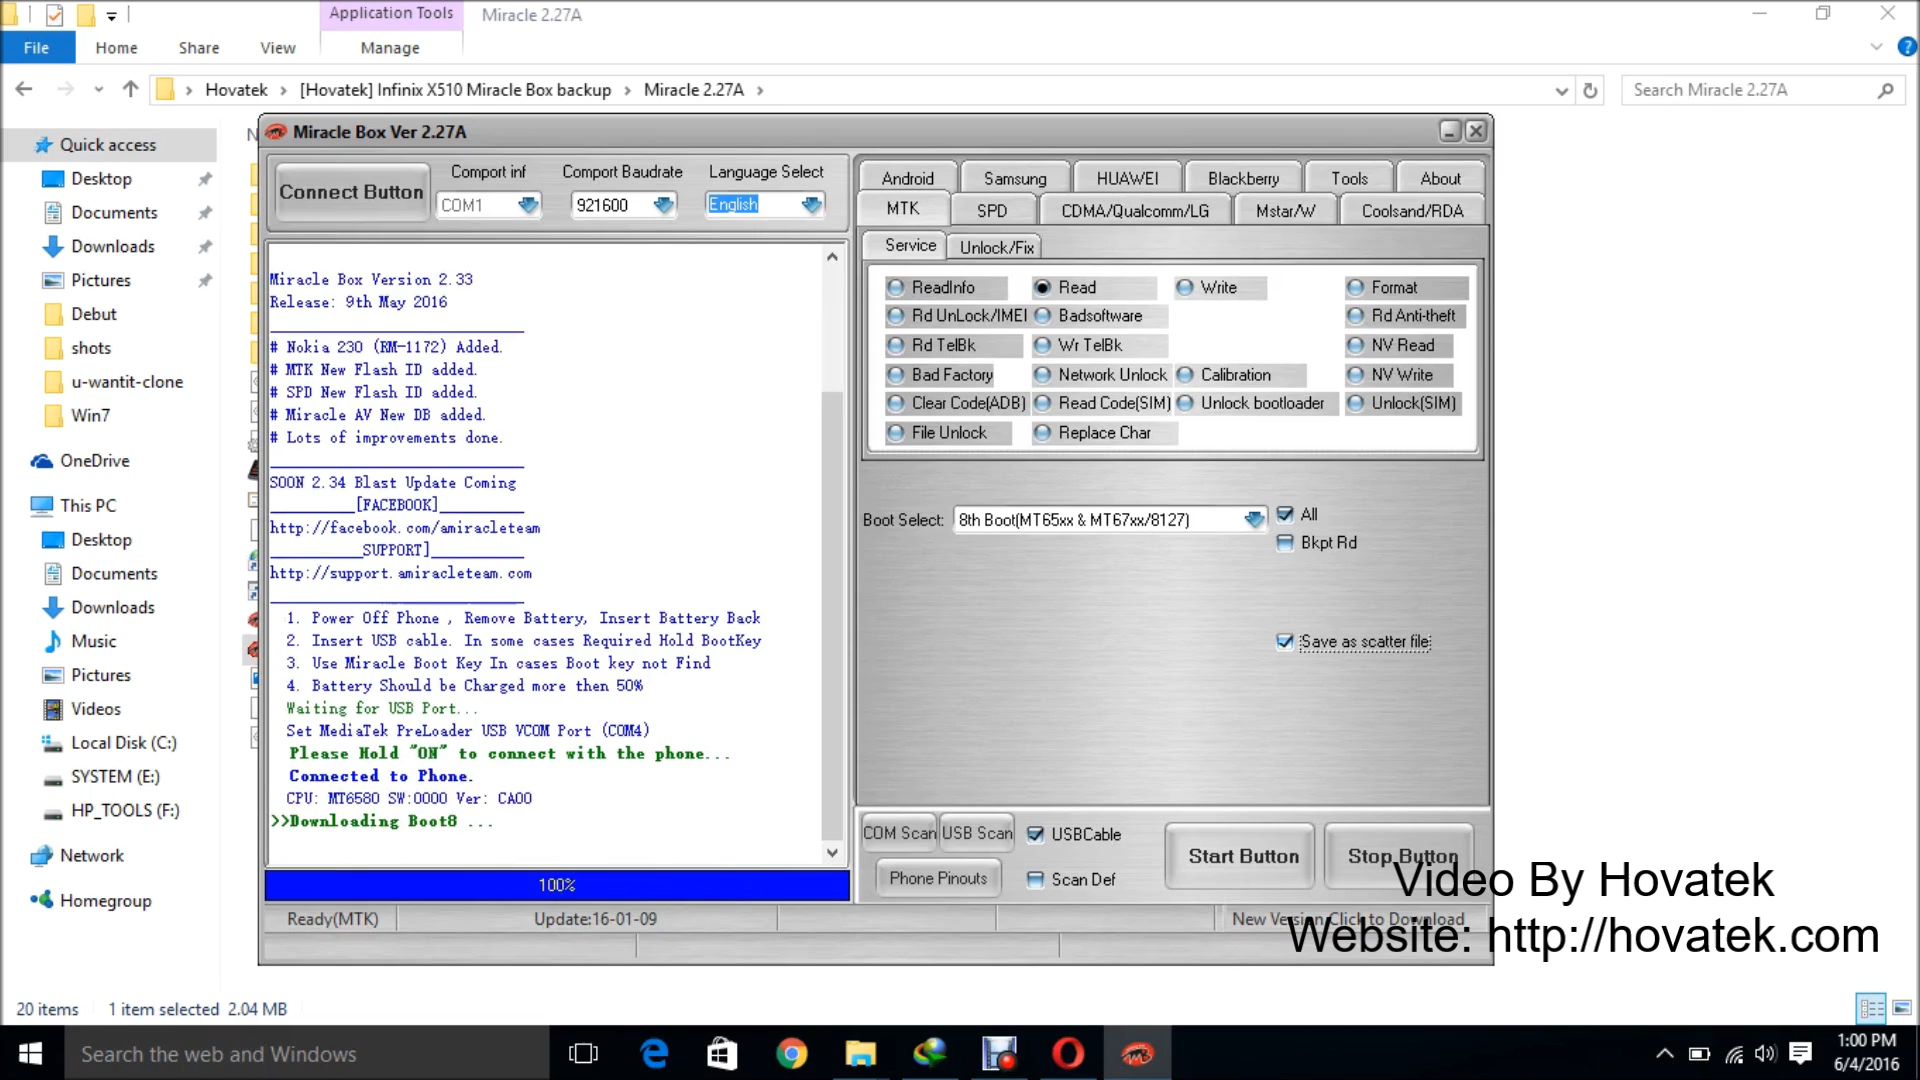 Application Tools
Miracle 2.27A
File
Home
Share
View
Manage
Hovatek
[Hovatek] Infinix X510 Miracle Box backup
Miracle 2.27A
Search Miracle 2.27A
Quick access
Desktop
Documents
Downloads
Pictures
Debut
shots
u-wantit-clone
Win7
OneDrive
This PC
Desktop
Documents
Downloads
Music
Pictures
Videos
Local Disk (C:)
SYSTEM (E:)
HP_TOOLS (F:)
Network
Homegroup
Miracle Box Ver 2.27A
Connect Button
Comport inf
COM1
Comport Baudrate
921600
Language Select
English
Miracle Box Version 2.33
Release: 9th May 2016
# Nokia 230 (RM-1172) Added.
# MTK New Flash ID added.
# SPD New Flash ID added.
# Miracle AV New DB added.
# Lots of improvements done.
SOON 2.34 Blast Update Coming
__________[FACEBOOK]__________
http://facebook.com/amiracleteam
___________SUPPORT]___________
http://support.amiracleteam.com
1. Power Off Phone , Remove Battery, Insert Battery Back
2. Insert USB cable. In some cases Required Hold BootKey
3. Use Miracle Boot Key In cases Boot key not Find
4. Battery Should be Charged more then 50%
Waiting for USB Port...
Set MediaTek PreLoader USB VCOM Port (COM4)
Please Hold "ON" to connect with the phone...
Connected to Phone.
CPU: MT6580 SW:0000 Ver: CA00
>>Downloading Boot8 ...
100%
Ready(MTK)
Update:16-01-09
New Version Click to Download
Android
Samsung
HUAWEI
Blackberry
Tools
About
MTK
SPD
CDMA/Qualcomm/LG
Mstar/W
Coolsand/RDA
Service
Unlock/Fix
ReadInfo
Read
Write
Format
Rd UnLock/IMEI
Badsoftware
Rd Anti-theft
Rd TelBk
Wr TelBk
NV Read
Bad Factory
Network Unlock
Calibration
NV Write
Clear Code(ADB)
Read Code(SIM)
Unlock bootloader
Unlock(SIM)
File Unlock
Replace Char
Boot Select:
8th Boot(MT65xx & MT67xx/8127)
All
Bkpt Rd
Save as scatter file
COM Scan
USB Scan
USBCable
Phone Pinouts
Scan Def
Start Button
Stop Button
Video By Hovatek
Website: http://hovatek.com
20 items
1 item selected 2.04 MB
Search the web and Windows
1:00 PM
6/4/2016